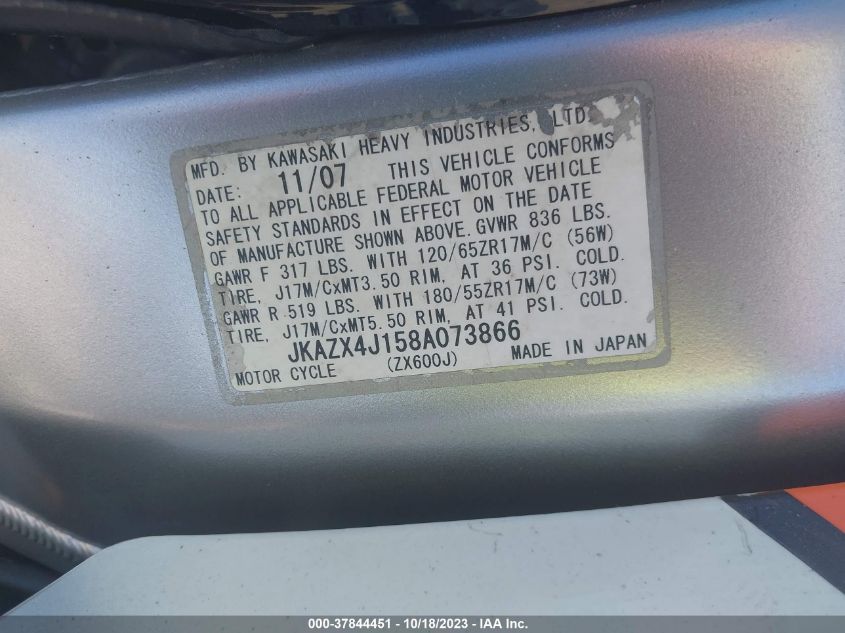 MFD. BY KAWASAKI HEAVY INDUSTRIES, LTD.
DATE: 11/07 THIS VEHICLE CONFORMS
TO ALL APPLICABLE FEDERAL MOTOR VEHICLE
SAFETY STANDARDS IN EFFECT ON THE DATE
OF MANUFACTURE SHOWN ABOVE. GVWR 836 LBS.
GAWR F 317 LBS. WITH 120/65ZR17M/C (56W)
TIRE, J17M/CxMT3.50 RIM, AT 36 PSI. COLD.
GAWR R 519 LBS. WITH 180/55ZR17M/C (73W)
TIRE, J17M/CxMT5.50 RIM, AT 41 PSI. COLD.
JKAZX4J158A073866
MOTOR CYCLE (ZX600J) MADE IN JAPAN
000-37844451 - 10/18/2023 - IAA Inc.